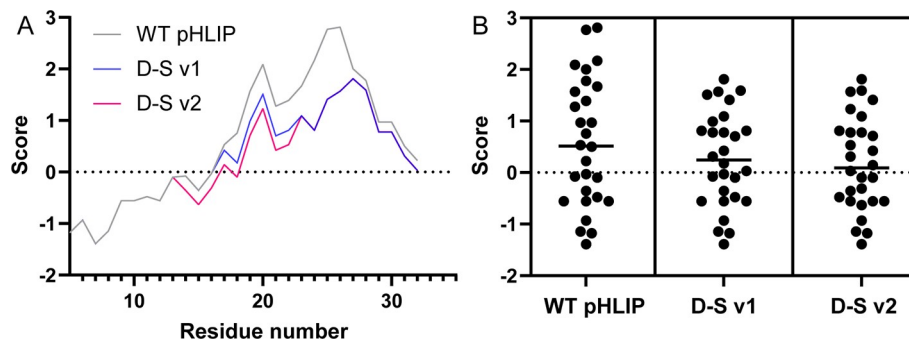 A
WT pHLIP
D-S v1
D-S v2
Score
3
2
1
0
-1
-2
10
20
30
Residue number
B
Score
3
2
1
0
-1
-2
WT pHLIP
D-S v1
D-S v2